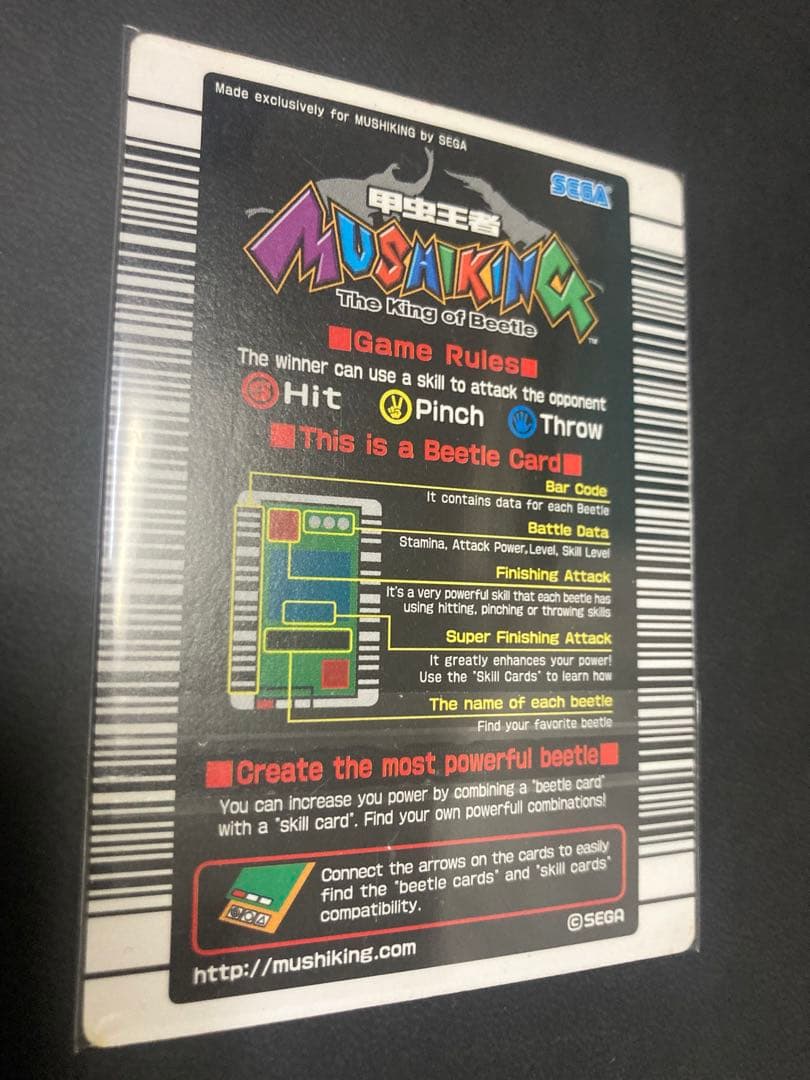 Made exclusively for MUSHIKING by SEGA
SEGA
甲虫王者
MUSHIKING
The King of Beetle
TM
■Game Rules■
The winner can use a skill to attack the opponent
Hit Pinch Throw
■This is a Beetle Card■
Bar Code
It contains data for each Beetle
Battle Data
Stamina, Attack Power, Level, Skill Level
Finishing Attack
It's a very powerful skill that each beetle has
using hitting, pinching or throwing skills
Super Finishing Attack
It greatly enhances your power!
Use the "Skill Cards" to learn how
The name of each beetle
Find your favorite beetle
■Create the most powerful beetle■
You can increase you power by combining a "beetle card"
with a "skill card". Find your own powerfull combinations!
Connect the arrows on the cards to easily
find the "beetle cards" and "skill cards"
compatibility.
©SEGA
http://mushiking.com